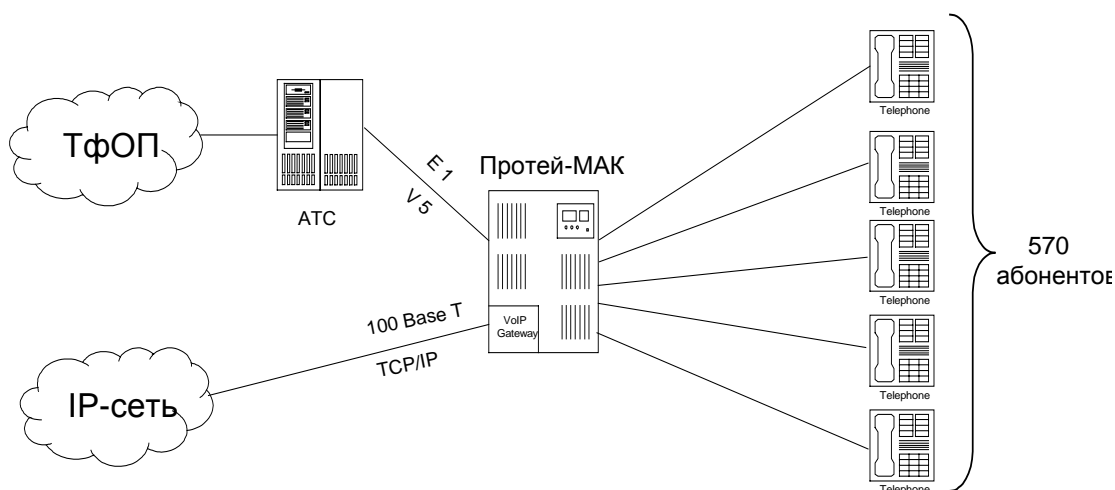 ТфОП
АТС
E 1
V 5
Протей-МАК
VoIP
Gateway
100 Base T
TCP/IP
IP-сеть
Telephone
Telephone
Telephone
Telephone
Telephone
570
абонентов